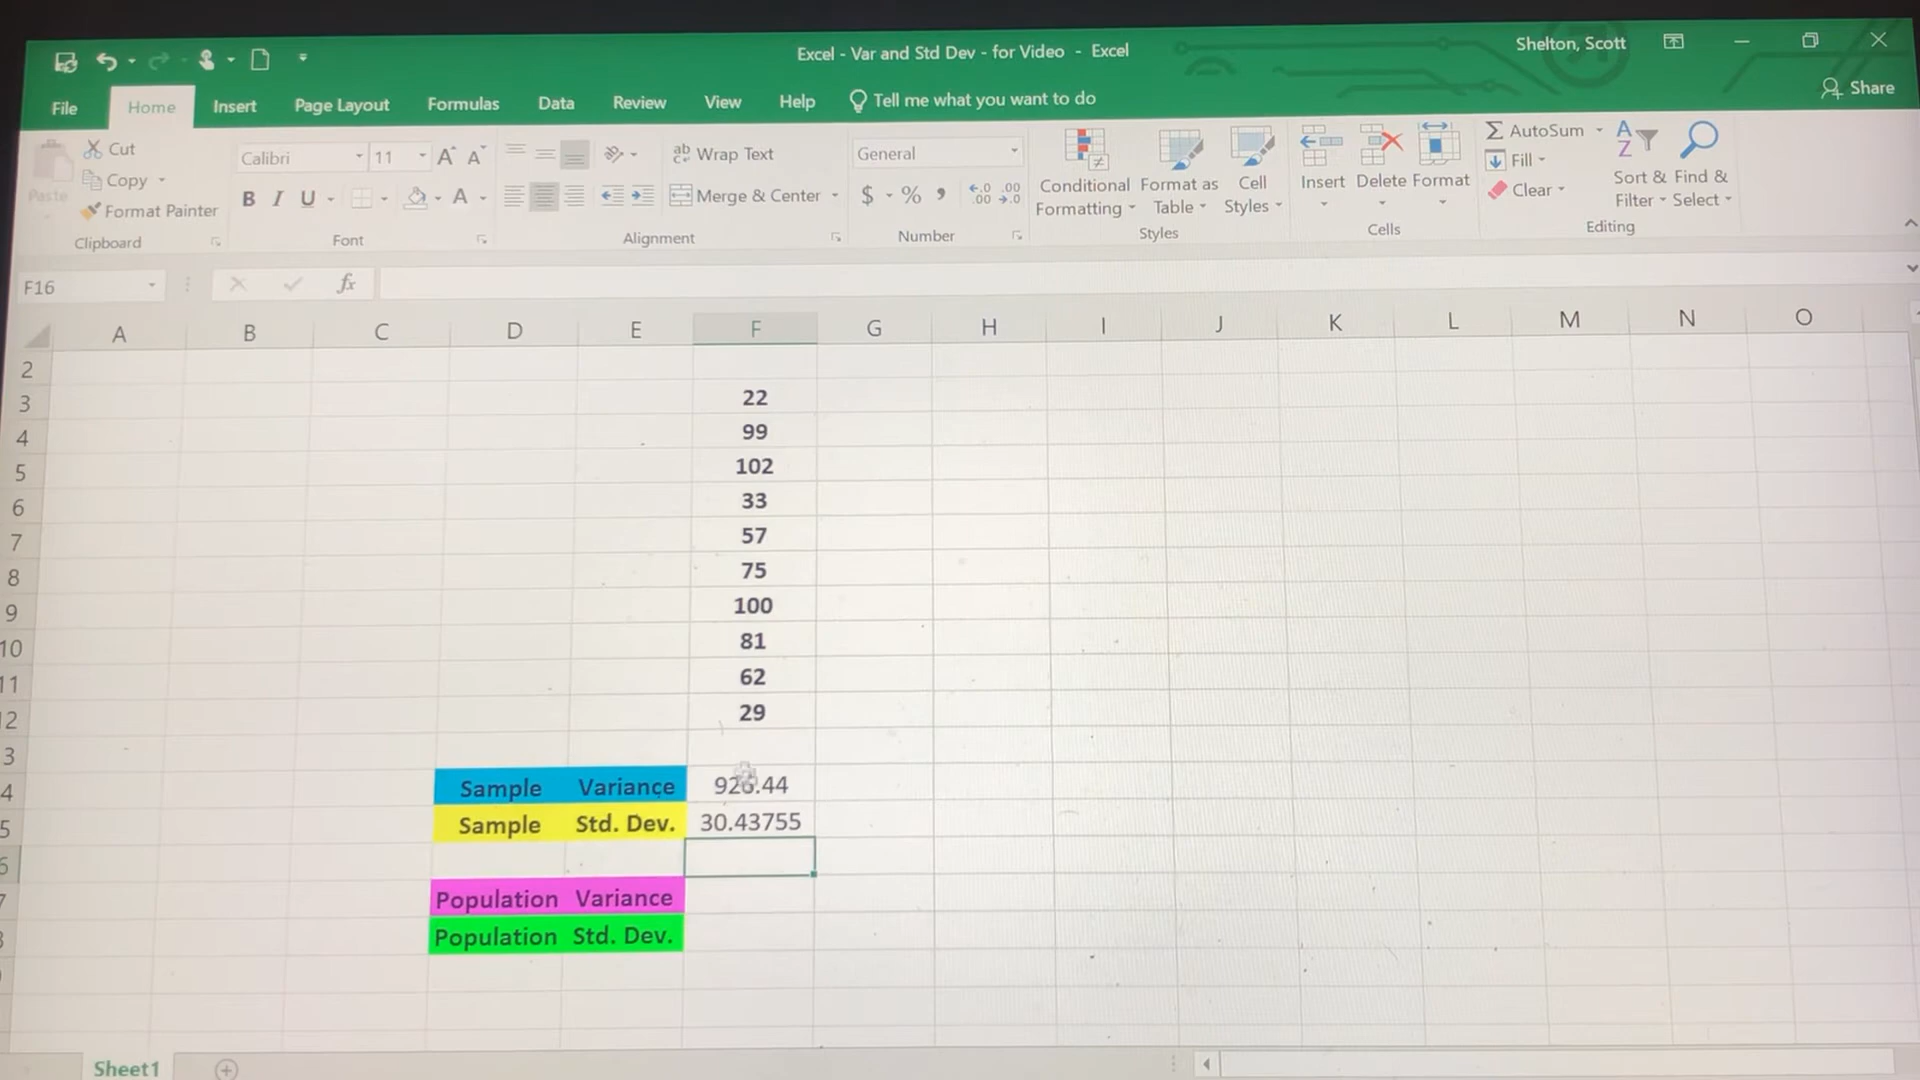 Excel - Var and Std Dev - for Video - Excel
Shelton, Scott
File Home Insert Page Layout Formulas Data Review View Help Tell me what you want to do
Share
Paste
Cut
Copy
Format Painter
Clipboard
Calibri 11
B I U
Font
Wrap Text
Merge & Center
Alignment
General
$ % ,
Number
Conditional Formatting
Format as Table
Cell Styles
Styles
Insert Delete Format
Cells
AutoSum
Fill
Clear
Sort & Filter
Find & Select
Editing
F16 fx
A B C D E F G H I J K L M N O
2
3 22
4 99
5 102
6 33
7 57
8 75
9 100
10 81
11 62
12 29
3
4 Sample Variance 926.44
5 Sample Std. Dev. 30.43755
6
7 Population Variance
8 Population Std. Dev.
Sheet1